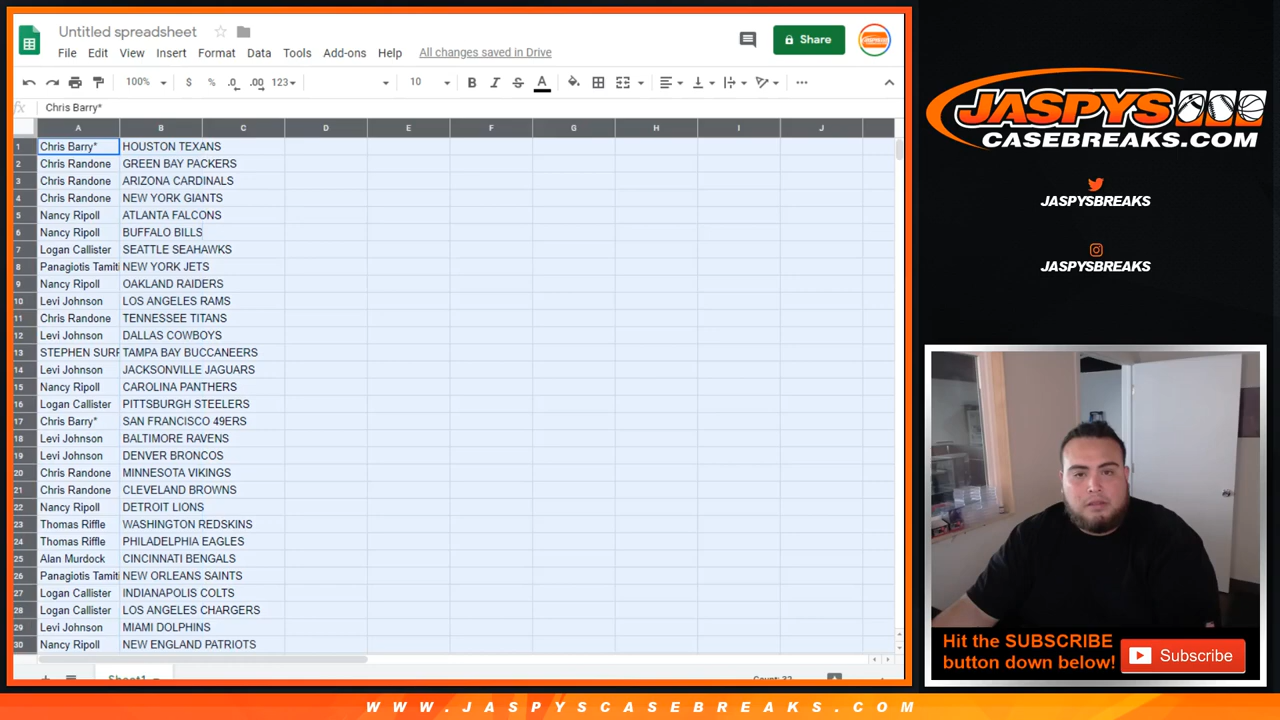 Untitled spreadsheet
File Edit View Insert Format Data Tools Add-ons Help All changes saved in Drive
Share
100% $ % .0 .00 123 10 B I S A
fx Chris Barry*
A B C D E F G H I J
1 Chris Barry* HOUSTON TEXANS
2 Chris Randone GREEN BAY PACKERS
3 Chris Randone ARIZONA CARDINALS
4 Chris Randone NEW YORK GIANTS
5 Nancy Ripoll ATLANTA FALCONS
6 Nancy Ripoll BUFFALO BILLS
7 Logan Callister SEATTLE SEAHAWKS
8 Panagiotis Tamiti NEW YORK JETS
9 Nancy Ripoll OAKLAND RAIDERS
10 Levi Johnson LOS ANGELES RAMS
11 Chris Randone TENNESSEE TITANS
12 Levi Johnson DALLAS COWBOYS
13 STEPHEN SURF TAMPA BAY BUCCANEERS
14 Levi Johnson JACKSONVILLE JAGUARS
15 Nancy Ripoll CAROLINA PANTHERS
16 Logan Callister PITTSBURGH STEELERS
17 Chris Barry* SAN FRANCISCO 49ERS
18 Levi Johnson BALTIMORE RAVENS
19 Levi Johnson DENVER BRONCOS
20 Chris Randone MINNESOTA VIKINGS
21 Chris Randone CLEVELAND BROWNS
22 Nancy Ripoll DETROIT LIONS
23 Thomas Riffle WASHINGTON REDSKINS
24 Thomas Riffle PHILADELPHIA EAGLES
25 Alan Murdock CINCINNATI BENGALS
26 Panagiotis Tamiti NEW ORLEANS SAINTS
27 Logan Callister INDIANAPOLIS COLTS
28 Logan Callister LOS ANGELES CHARGERS
29 Levi Johnson MIAMI DOLPHINS
30 Nancy Ripoll NEW ENGLAND PATRIOTS
Sheet1 Count: 32
JASPYS
CASEBREAKS.COM
JASPYSBREAKS
JASPYSBREAKS
Hit the SUBSCRIBE
button down below!
Subscribe
WWW.JASPYSCASEBREAKS.COM